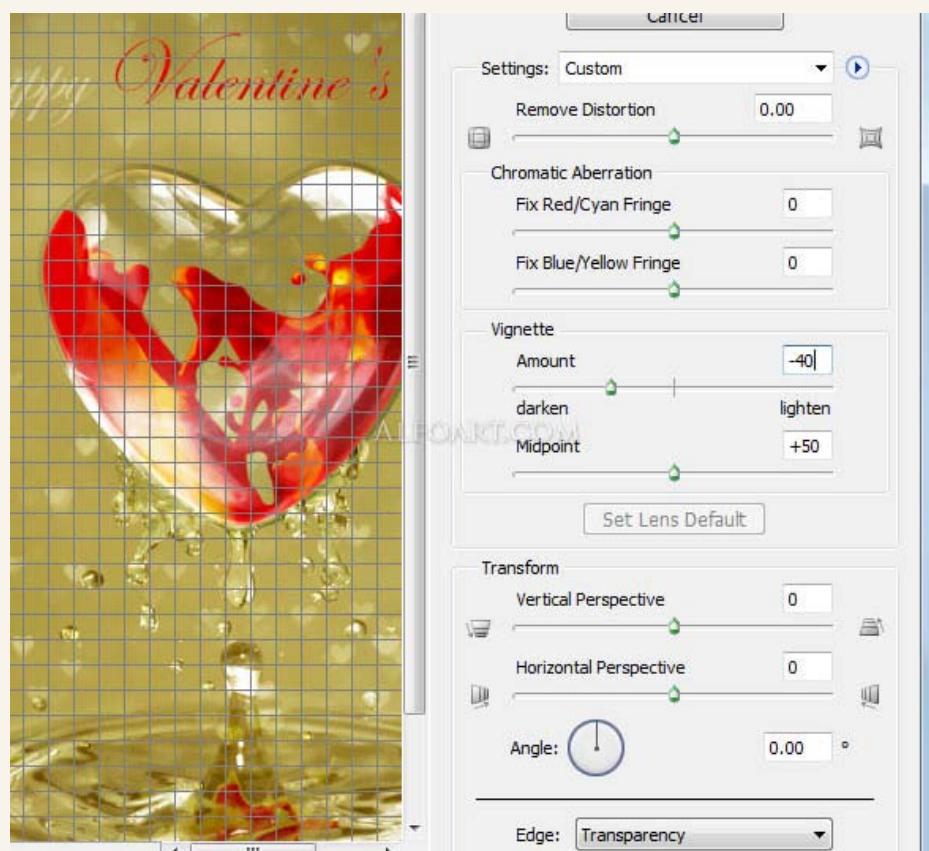 ppy Valentine's
Cancel
Settings: Custom
Remove Distortion 0.00
Chromatic Aberration
Fix Red/Cyan Fringe 0
Fix Blue/Yellow Fringe 0
Vignette
Amount -40
darken lighten
ALFOART.COM
Midpoint +50
Set Lens Default
Transform
Vertical Perspective 0
Horizontal Perspective 0
Angle: 0.00 °
Edge: Transparency